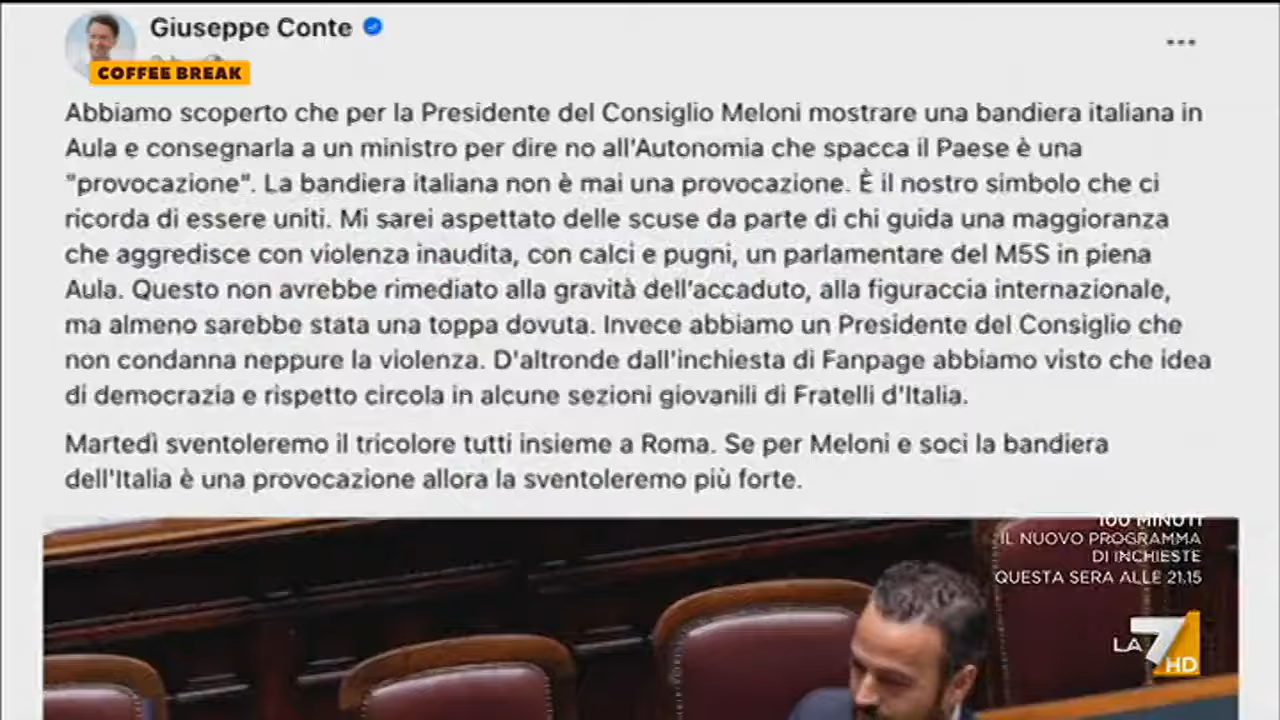 Giuseppe Conte
COFFEE BREAK
Abbiamo scoperto che per la Presidente del Consiglio Meloni mostrare una bandiera italiana in
Aula e consegnarla a un ministro per dire no all'Autonomia che spacca il Paese è una
"provocazione". La bandiera italiana non è mai una provocazione. È il nostro simbolo che ci
ricorda di essere uniti. Mi sarei aspettato delle scuse da parte di chi guida una maggioranza
che aggredisce con violenza inaudita, con calci e pugni, un parlamentare del M5S in piena
Aula. Questo non avrebbe rimediato alla gravità dell'accaduto, alla figuraccia internazionale,
ma almeno sarebbe stata una toppa dovuta. Invece abbiamo un Presidente del Consiglio che
non condanna neppure la violenza. D'altronde dall'inchiesta di Fanpage abbiamo visto che idea
di democrazia e rispetto circola in alcune sezioni giovanili di Fratelli d'Italia.
Martedì sventoleremo il tricolore tutti insieme a Roma. Se per Meloni e soci la bandiera
dell'Italia è una provocazione allora la sventoleremo più forte.
100 MINUTI
IL NUOVO PROGRAMMA
DI INCHIESTE
QUESTA SERA ALLE 21.15
LA 7
HD